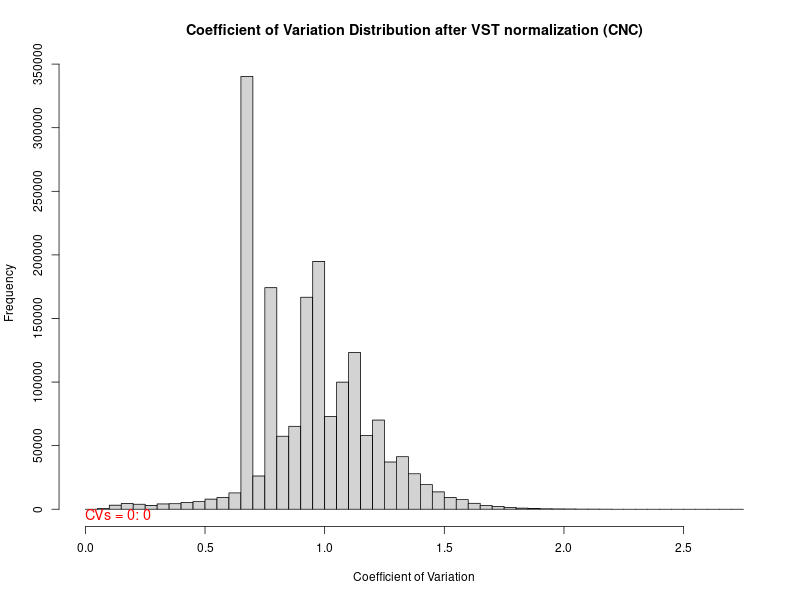 Coefficient of Variation Distribution after VST normalization (CNC)
Frequency
350000
300000
250000
200000
150000
100000
50000
0
CVs = 0: 0
0.0 0.5 1.0 1.5 2.0 2.5
Coefficient of Variation